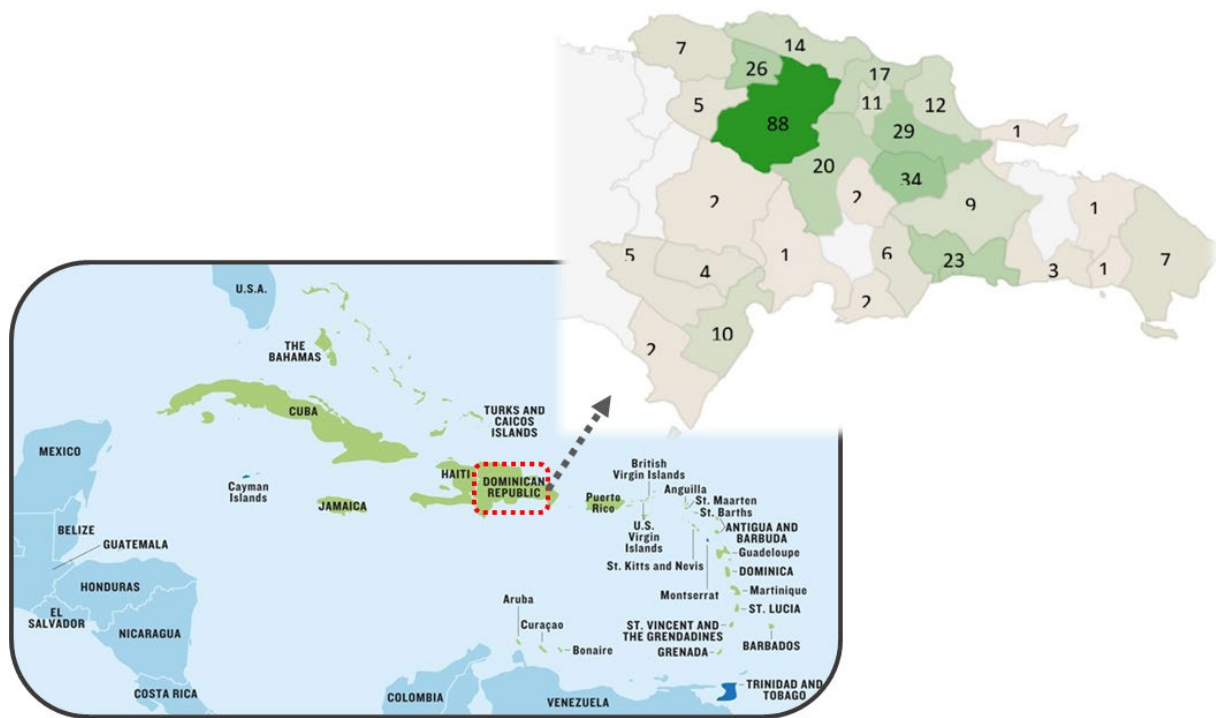 7
14
26
17
5
11
12
88
29
1
20
34
2
2
9
1
5
4
1
6
23
3
1
7
2
2
10
U.S.A.
THE
BAHAMAS
CUBA
TURKS AND
CAICOS
ISLANDS
MEXICO
Cayman
Islands
JAMAICA
HAITI
DOMINICAN
REPUBLIC
Puerto
Rico
British
Virgin Islands
Anguilla
St. Maarten
St. Barths
U.S.
Virgin
Islands
ANTIGUA AND
BARBUDA
St. Kitts and Nevis
Guadeloupe
Montserrat
DOMINICA
Martinique
ST. LUCIA
ST. VINCENT AND
THE GRENDADINES
BARBADOS
GRENADA
BELIZE
GUATEMALA
HONDURAS
EL
SALVADOR
NICARAGUA
Aruba
Curaçao
Bonaire
COSTA RICA
COLOMBIA
VENEZUELA
TRINIDAD AND
TOBAGO